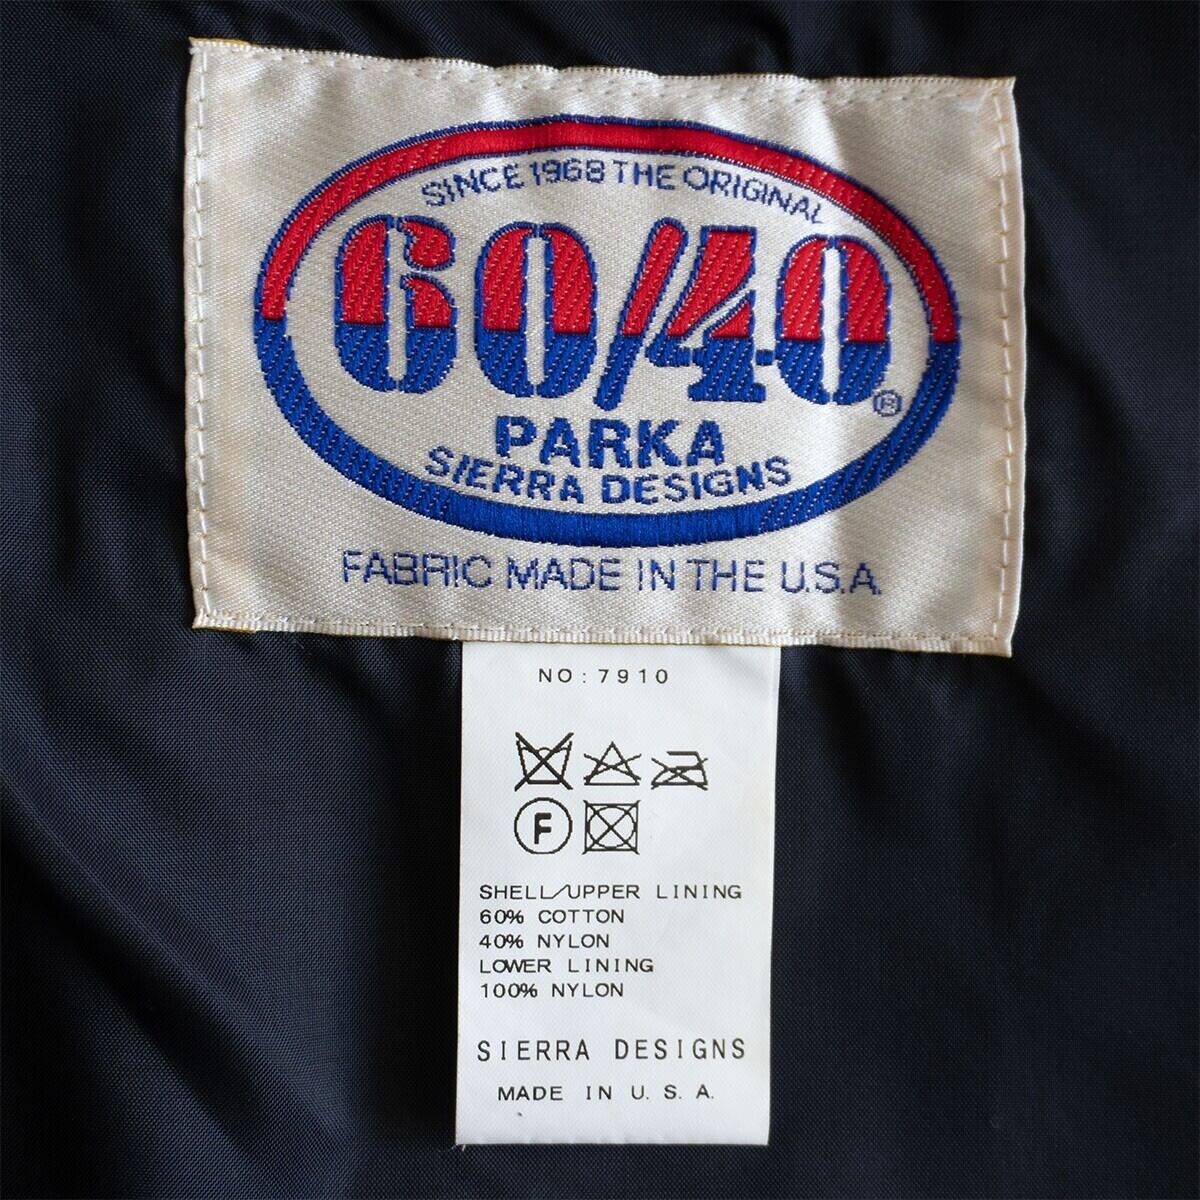 SINCE 1968 THE ORIGINAL
60/40®
PARKA
SIERRA DESIGNS
FABRIC MADE IN THE U.S.A.
NO:7910
F
SHELL/UPPER LINING
60% COTTON
40% NYLON
LOWER LINING
100% NYLON
SIERRA DESIGNS
MADE IN U.S.A.